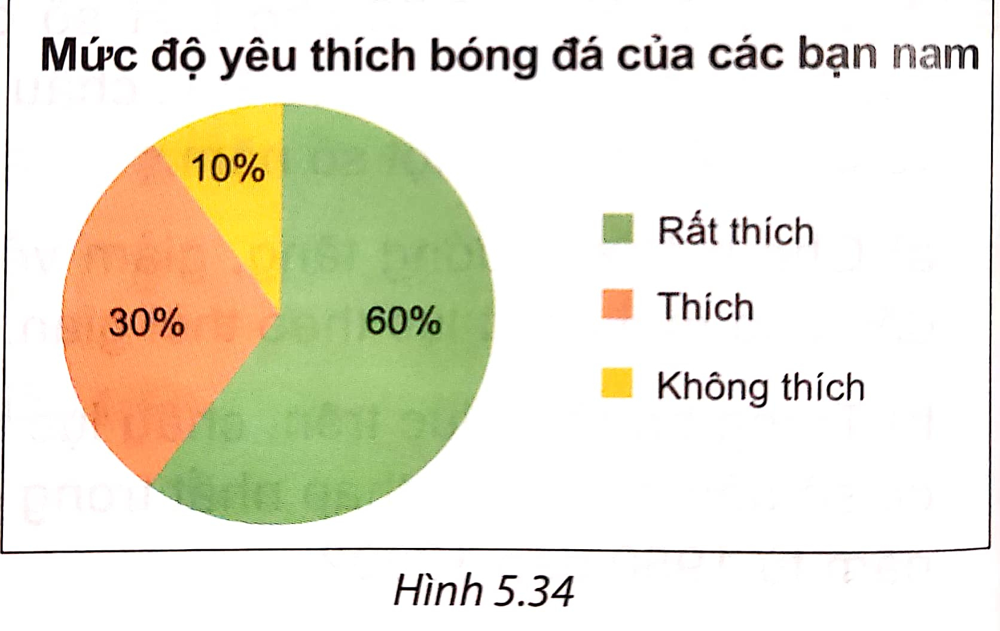 Mức độ yêu thích bóng đá của các bạn nam
10%
30%
60%
Rất thích
Thích
Không thích
Hình 5.34